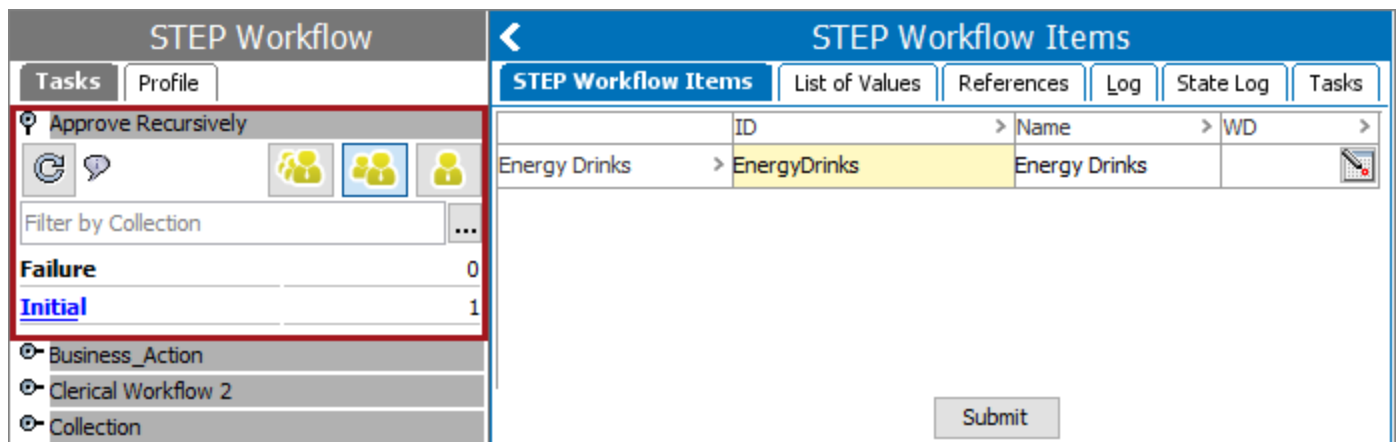 STEP Workflow
Tasks Profile
Approve Recursively
Filter by Collection ...
Failure 0
Initial 1
Business_Action
Clerical Workflow 2
Collection
STEP Workflow Items
STEP Workflow Items List of Values References Log State Log Tasks
ID > Name > WD >
Energy Drinks > EnergyDrinks Energy Drinks
Submit